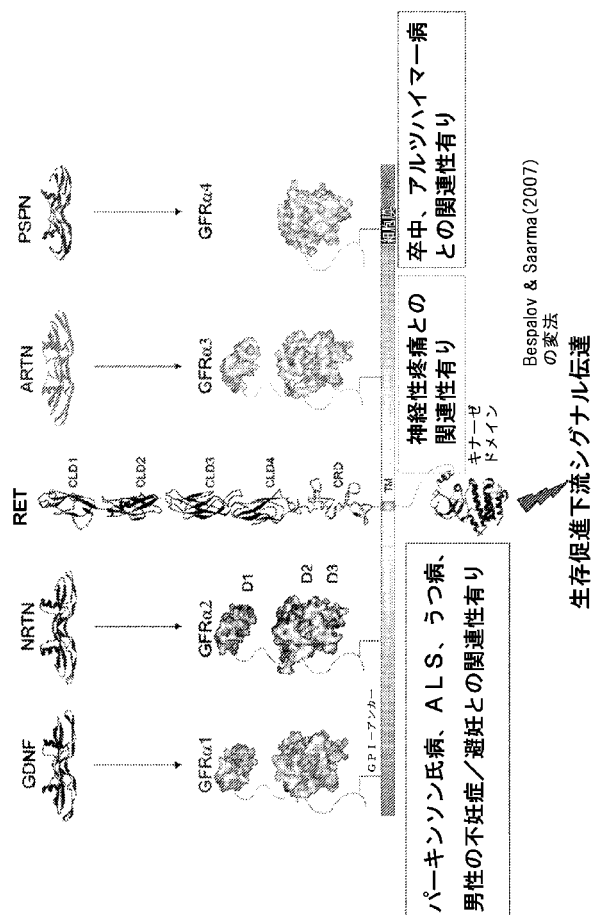 GDNF
NRTN
RET
ARTN
PSPN
CLD1
CLD2
GFRα1
GFRα2
CLD3
GFRα3
GFRα4
D1
CLD4
D2
D3
CRD
GPI-アンカー
TM
細胞膜
パーキンソン氏病、ALS、うつ病、
男性の不妊症/避妊との関連性有り
キナーゼ
ドメイン
神経性疼痛との
関連性有り
卒中、アルツハイマー病
との関連性有り
Bespalov & Saarma(2007)
の変法
生存促進下流シグナル伝達